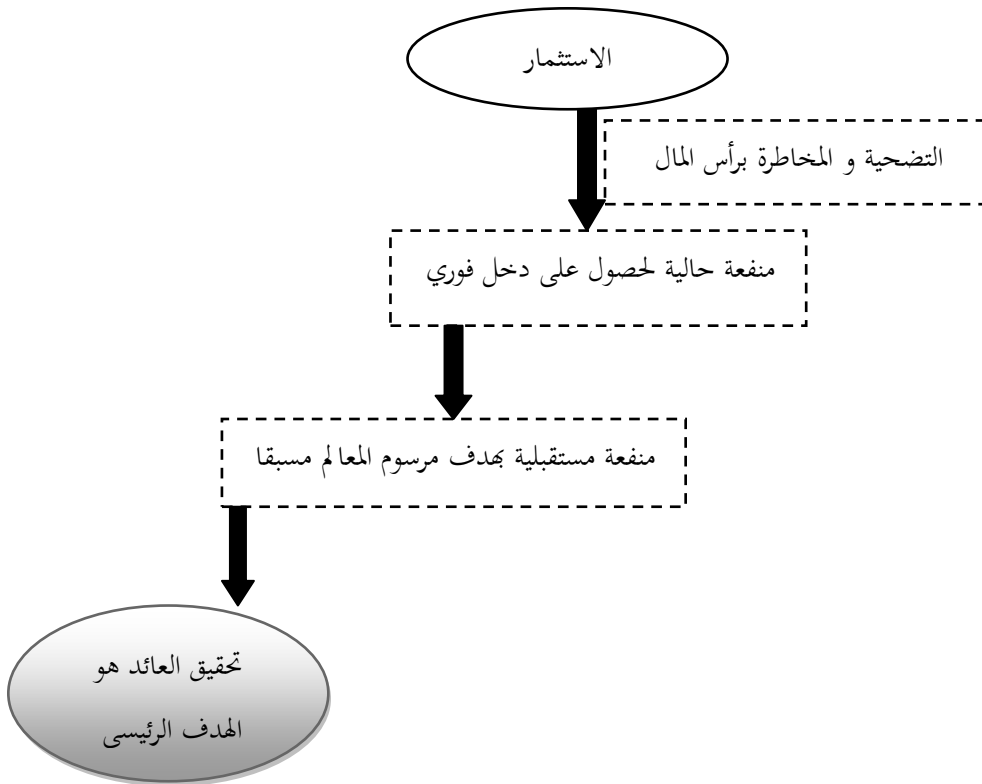 الاستثمار
التضحية و المخاطرة برأس المال
منفعة حالية لحصول على دخل فوري
منفعة مستقبلية بهدف مرسوم المعالم مسبقا
تحقيق العائد هو
الهدف الرئيسى